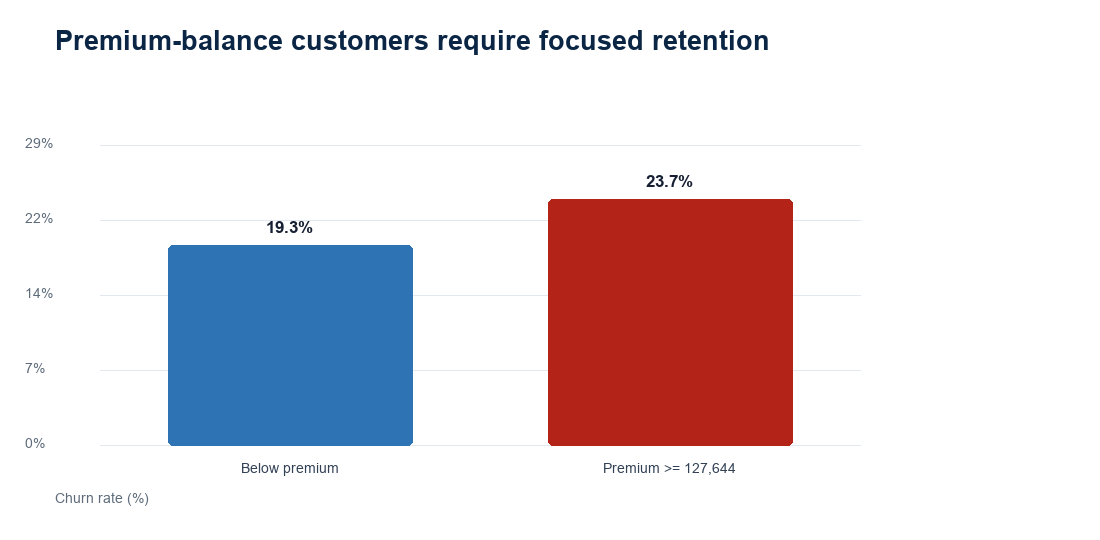 Premium-balance customers require focused retention
29%
23.7%
22%
19.3%
14%
7%
0%
Below premium
Premium >= 127,644
Churn rate (%)